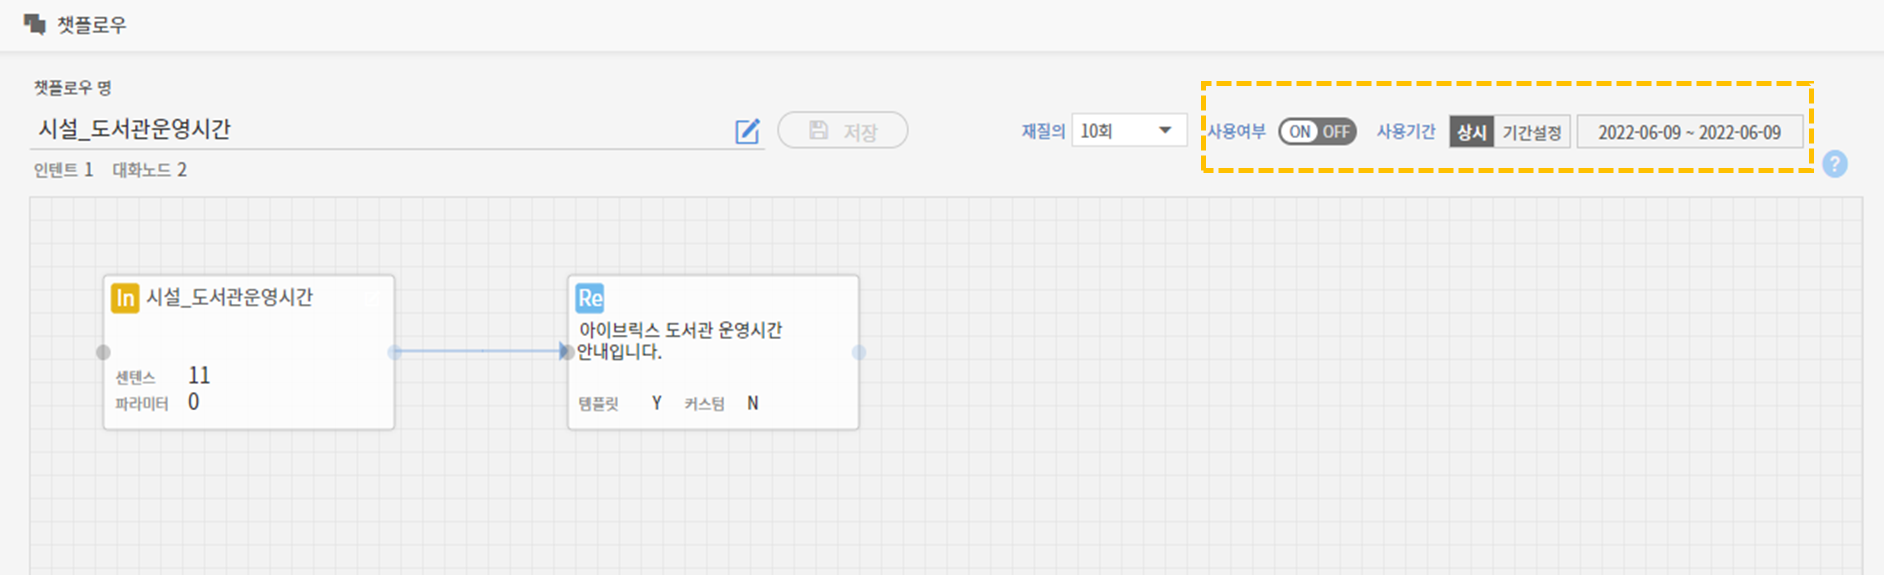 챗플로우
챗플로우 명
시설_도서관운영시간
저장
재질의 10회
사용여부 ON OFF 사용기간 상시 기간설정 2022-06-09 ~ 2022-06-09
?
인텐트 1 대화노드 2
In 시설_도서관운영시간
센텐스 11
파라미터 0
Re
아이브릭스 도서관 운영시간
안내입니다.
템플릿 Y 커스텀 N